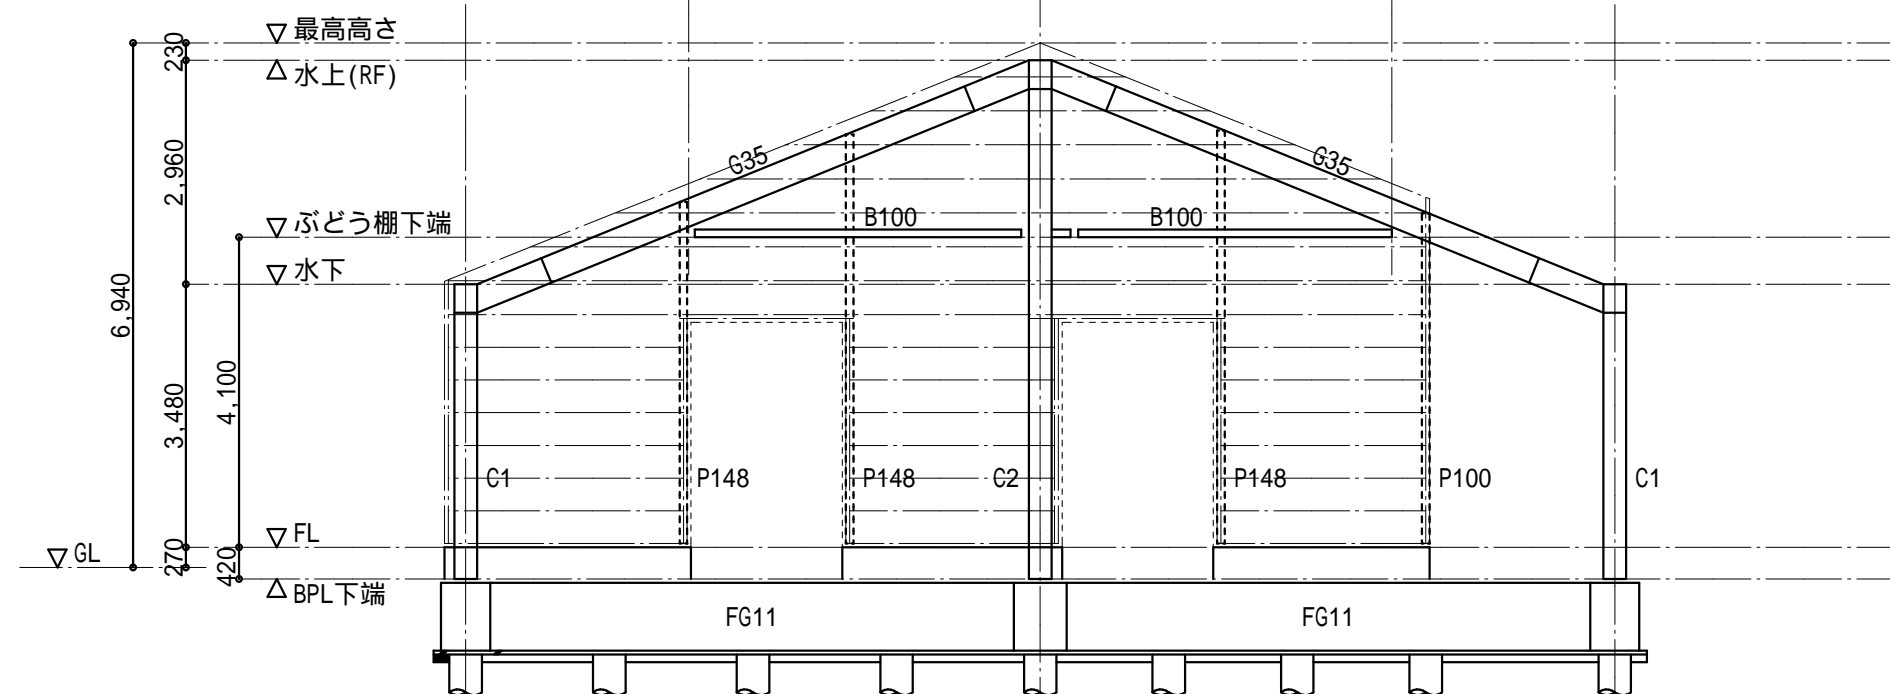 最高高さ
230
水上(RF)
2,960
G35
G35
ぶどう棚下端
B100
B100
水下
6,940
3,480
4,100
C1
P148
P148
C2
P148
P100
C1
FL
GL
270
420
BPL下端
FG11
FG11